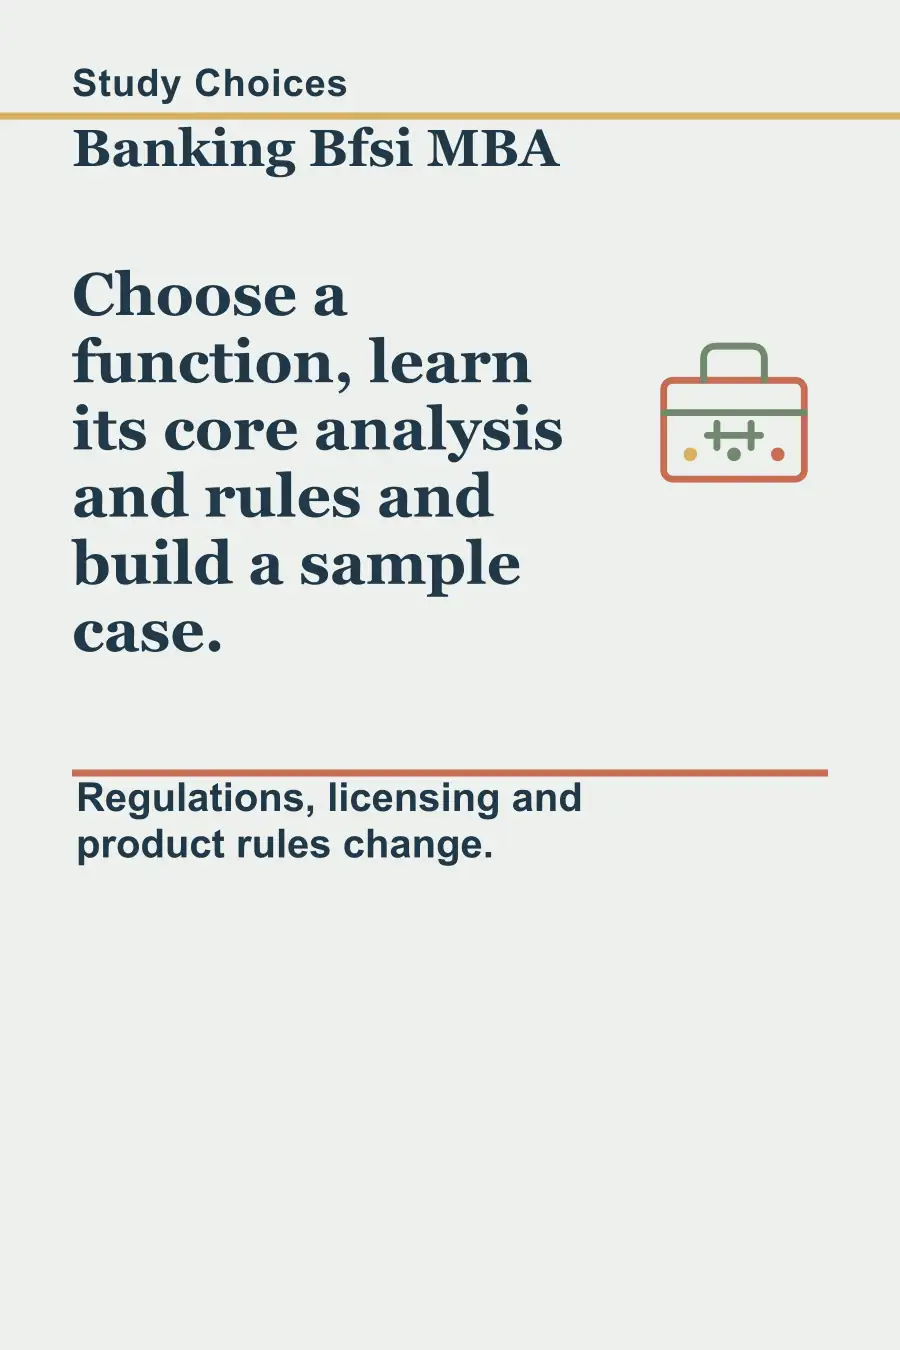 Study Choices
Banking Bfsi MBA
Choose a
function, learn
its core analysis
and rules and
build a sample
case.
Regulations, licensing and
product rules change.